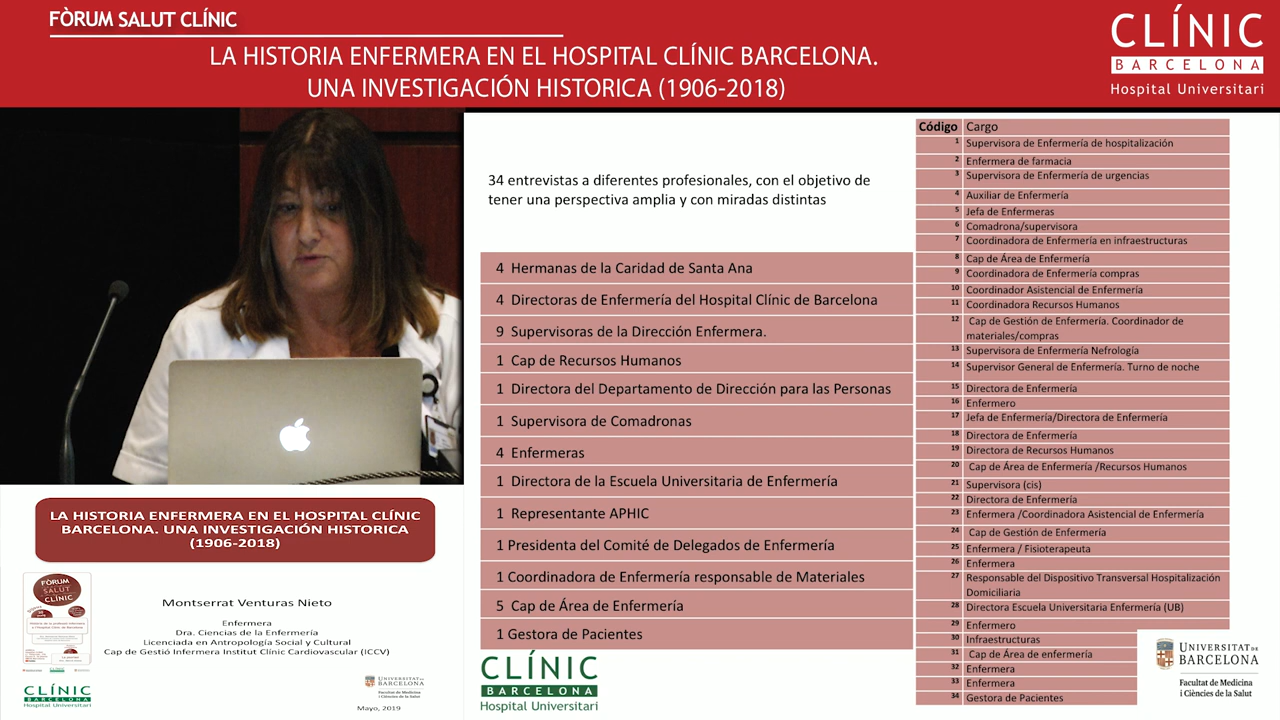 FÒRUM SALUT CLÍNIC
LA HISTORIA ENFERMERA EN EL HOSPITAL CLÍNIC BARCELONA.
UNA INVESTIGACIÓN HISTORICA (1906-2018)
CLÍNIC
BARCELONA
Hospital Universitari
34 entrevistas a diferentes profesionales, con el objetivo de
tener una perspectiva amplia y con miradas distintas
4 Hermanas de la Caridad de Santa Ana
4 Directoras de Enfermería del Hospital Clínic de Barcelona
9 Supervisoras de la Dirección Enfermera.
1 Cap de Recursos Humanos
1 Directora del Departamento de Dirección para las Personas
1 Supervisora de Comadronas
4 Enfermeras
1 Directora de la Escuela Universitaria de Enfermería
1 Representante APHIC
1 Presidenta del Comité de Delegados de Enfermería
1 Coordinadora de Enfermería responsable de Materiales
5 Cap de Área de Enfermería
1 Gestora de Pacientes
CLÍNIC
BARCELONA
Hospital Universitari
Código Cargo
1 Supervisora de Enfermería de hospitalización
2 Enfermera de farmacia
3 Supervisora de Enfermería de urgencias
4 Auxiliar de Enfermería
5 Jefa de Enfermeras
6 Comadrona/supervisora
7 Coordinadora de Enfermería en infraestructuras
8 Cap de Área de Enfermería
9 Coordinadora de Enfermería compras
10 Coordinador Asistencial de Enfermería
11 Coordinadora Recursos Humanos
12 Cap de Gestión de Enfermería. Coordinador de
materiales/compras
13 Supervisora de Enfermería Nefrología
14 Supervisor General de Enfermería. Turno de noche
15 Directora de Enfermería
16 Enfermero
17 Jefa de Enfermería/Directora de Enfermería
18 Directora de Enfermería
19 Directora de Recursos Humanos
20 Cap de Área de Enfermería /Recursos Humanos
21 Supervisora (cis)
22 Directora de Enfermería
23 Enfermera /Coordinadora Asistencial de Enfermería
24 Cap de Gestión de Enfermería
25 Enfermera / Fisioterapeuta
26 Enfermera
27 Responsable del Dispositivo Transversal Hospitalización
Domiciliaria
28 Directora Escuela Universitaria Enfermería (UB)
29 Enfermero
30 Infraestructuras
31 Cap de Área de enfermería
32 Enfermera
33 Enfermera
34 Gestora de Pacientes
UNIVERSITAT DE
BARCELONA
Facultat de Medicina
i Ciències de la Salut
LA HISTORIA ENFERMERA EN EL HOSPITAL CLÍNIC
BARCELONA. UNA INVESTIGACIÓN HISTORICA
(1906-2018)
FÒRUM
SALUT
CLÍNIC
Montserrat Venturas Nieto
Enfermera
Dra. Ciencias de la Enfermería
Licenciada en Antropología Social y Cultural
Cap de Gestió Infermera Institut Clínic Cardiovascular (ICCV)
CLÍNIC
BARCELONA
Hospital Universitari
UNIVERSITAT DE
BARCELONA
Facultat de Medicina
i Ciències de la Salut
Mayo, 2019